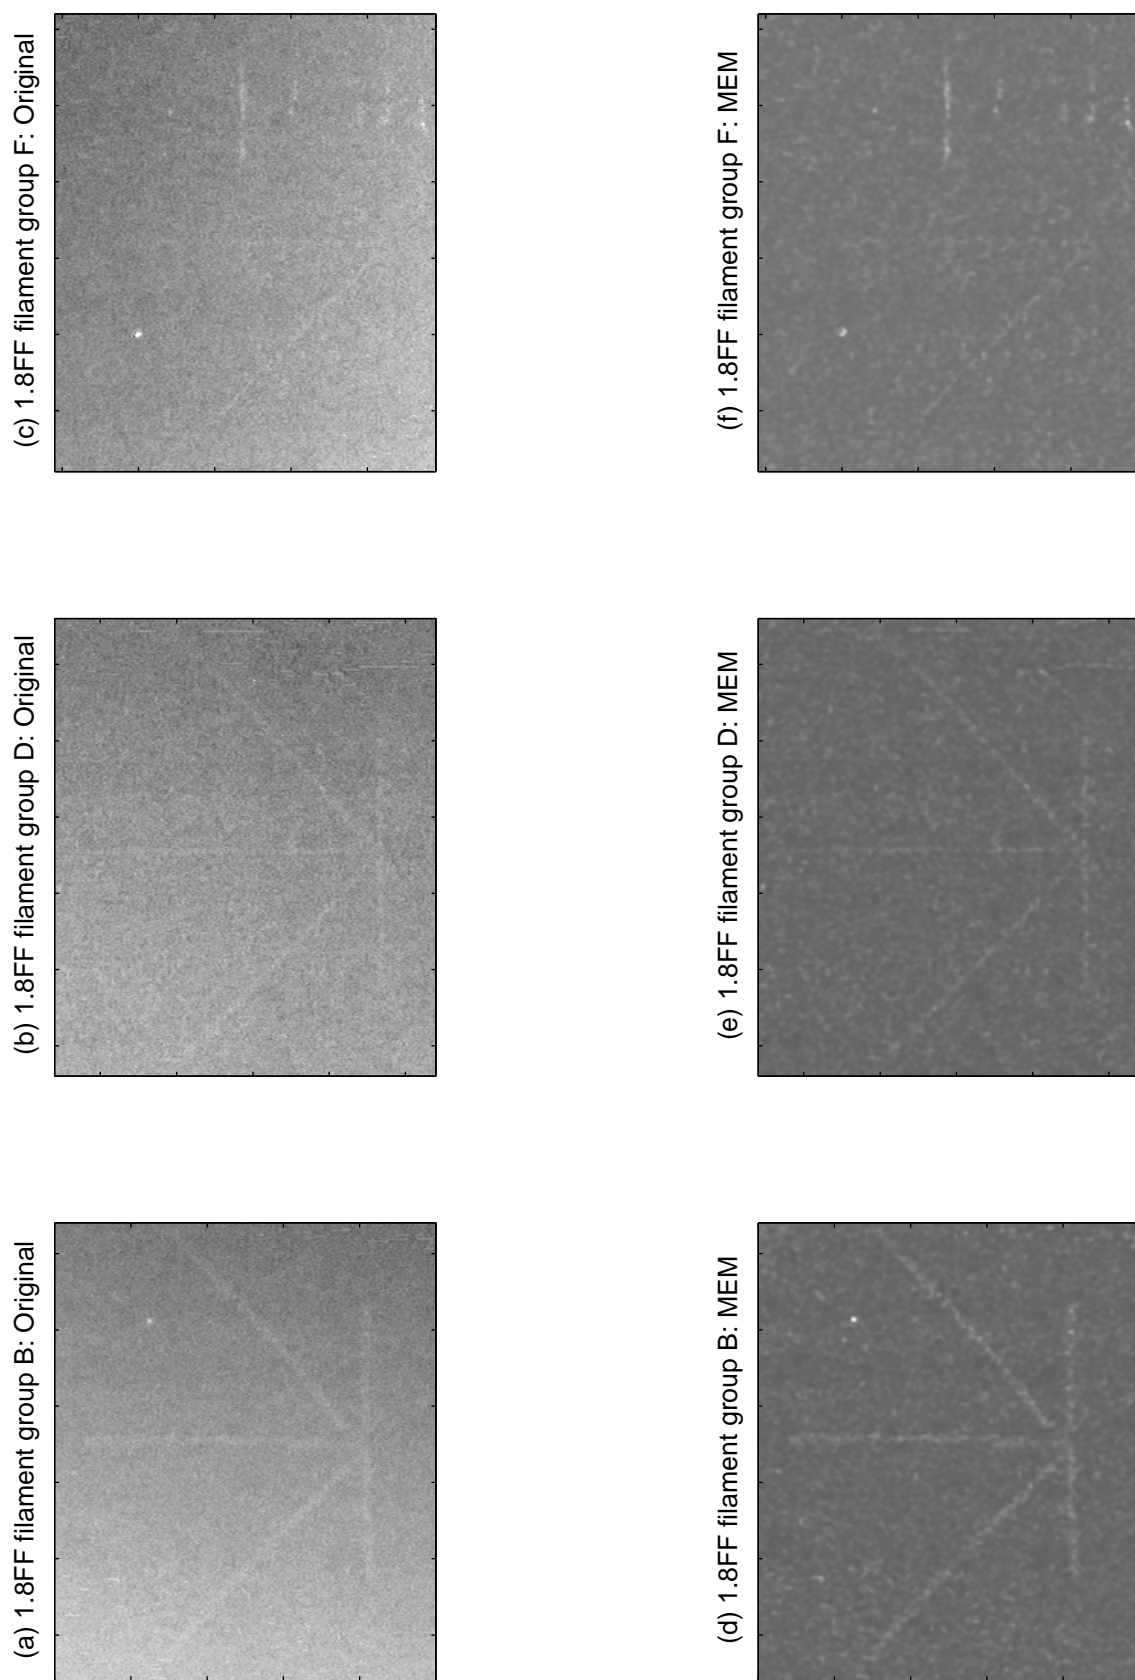 (a) 1.8FF filament group B: Original
(b) 1.8FF filament group D: Original
(c) 1.8FF filament group F: Original
(d) 1.8FF filament group B: MEM
(e) 1.8FF filament group D: MEM
(f) 1.8FF filament group F: MEM